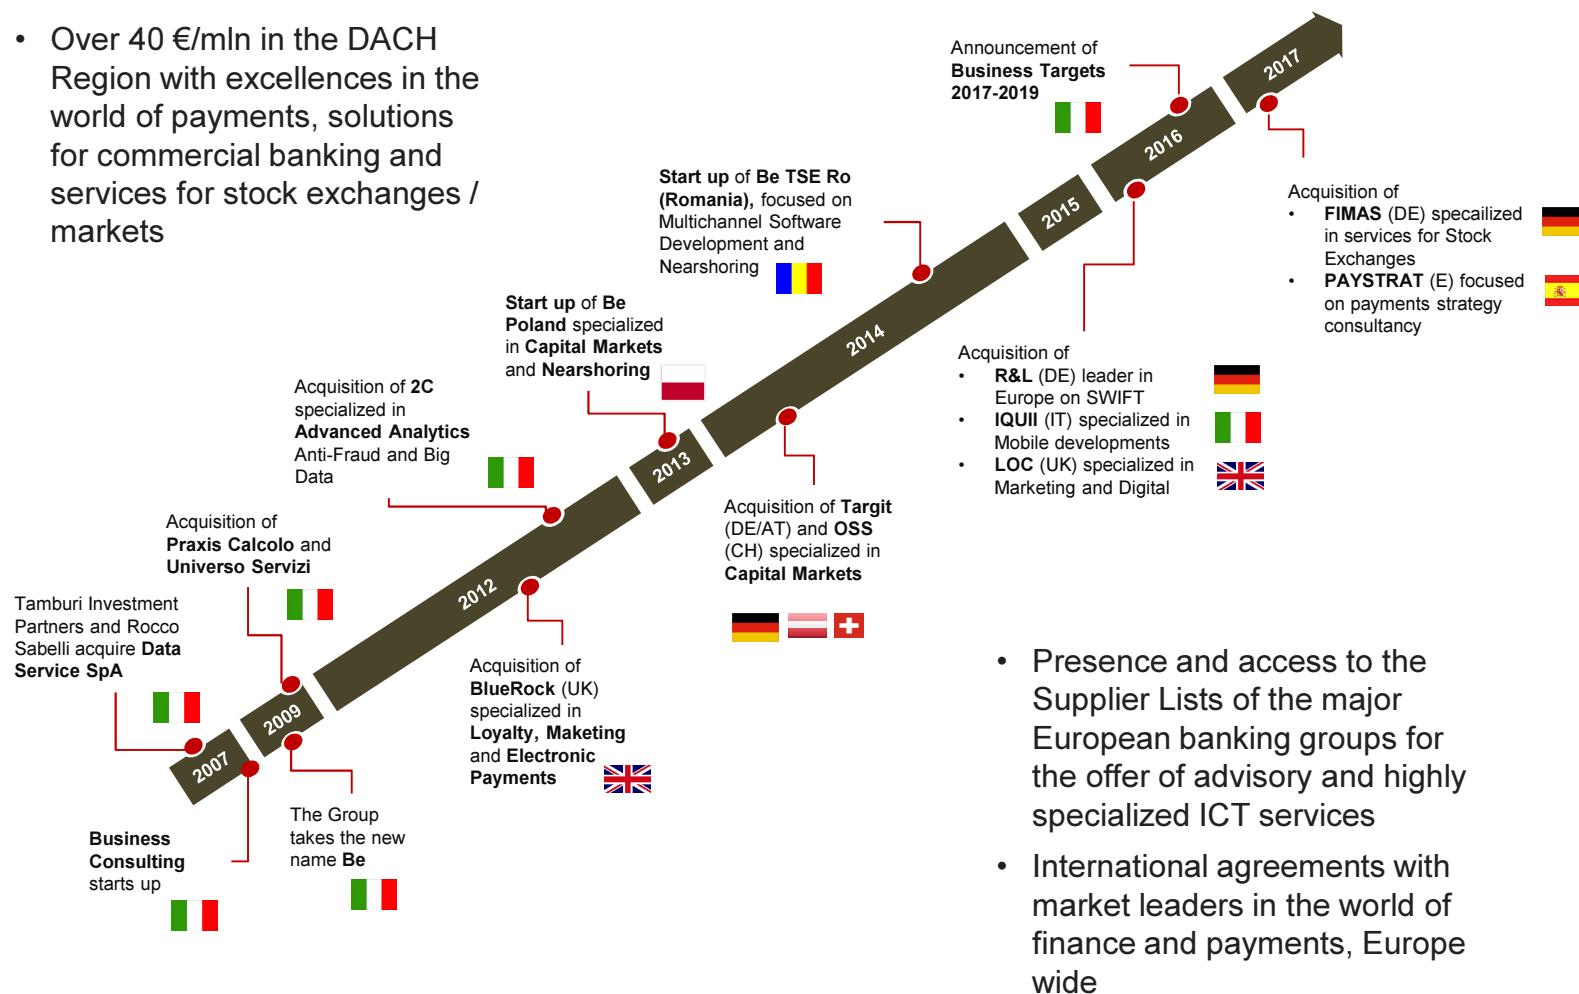 • Over 40 €/mln in the DACH
Region with excellences in the
world of payments, solutions
for commercial banking and
services for stock exchanges /
markets
Announcement of
Business Targets
2017-2019
2017
2016
2015
2014
2013
2012
2009
2007
Acquisition of
• FIMAS (DE) specailized
in services for Stock
Exchanges
• PAYSTRAT (E) focused
on payments strategy
consultancy
Start up of Be TSE Ro
(Romania), focused on
Multichannel Software
Development and
Nearshoring
Start up of Be
Poland specialized
in Capital Markets
and Nearshoring
Acquisition of
• R&L (DE) leader in
Europe on SWIFT
• IQUII (IT) specialized in
Mobile developments
• LOC (UK) specialized in
Marketing and Digital
Acquisition of 2C
specialized in
Advanced Analytics
Anti-Fraud and Big
Data
Acquisition of Targit
(DE/AT) and OSS
(CH) specialized in
Capital Markets
Acquisition of
Praxis Calcolo and
Universo Servizi
Tamburi Investment
Partners and Rocco
Sabelli acquire Data
Service SpA
Acquisition of
BlueRock (UK)
specialized in
Loyalty, Maketing
and Electronic
Payments
The Group
takes the new
name Be
Business
Consulting
starts up
• Presence and access to the
Supplier Lists of the major
European banking groups for
the offer of advisory and highly
specialized ICT services
• International agreements with
market leaders in the world of
finance and payments, Europe
wide